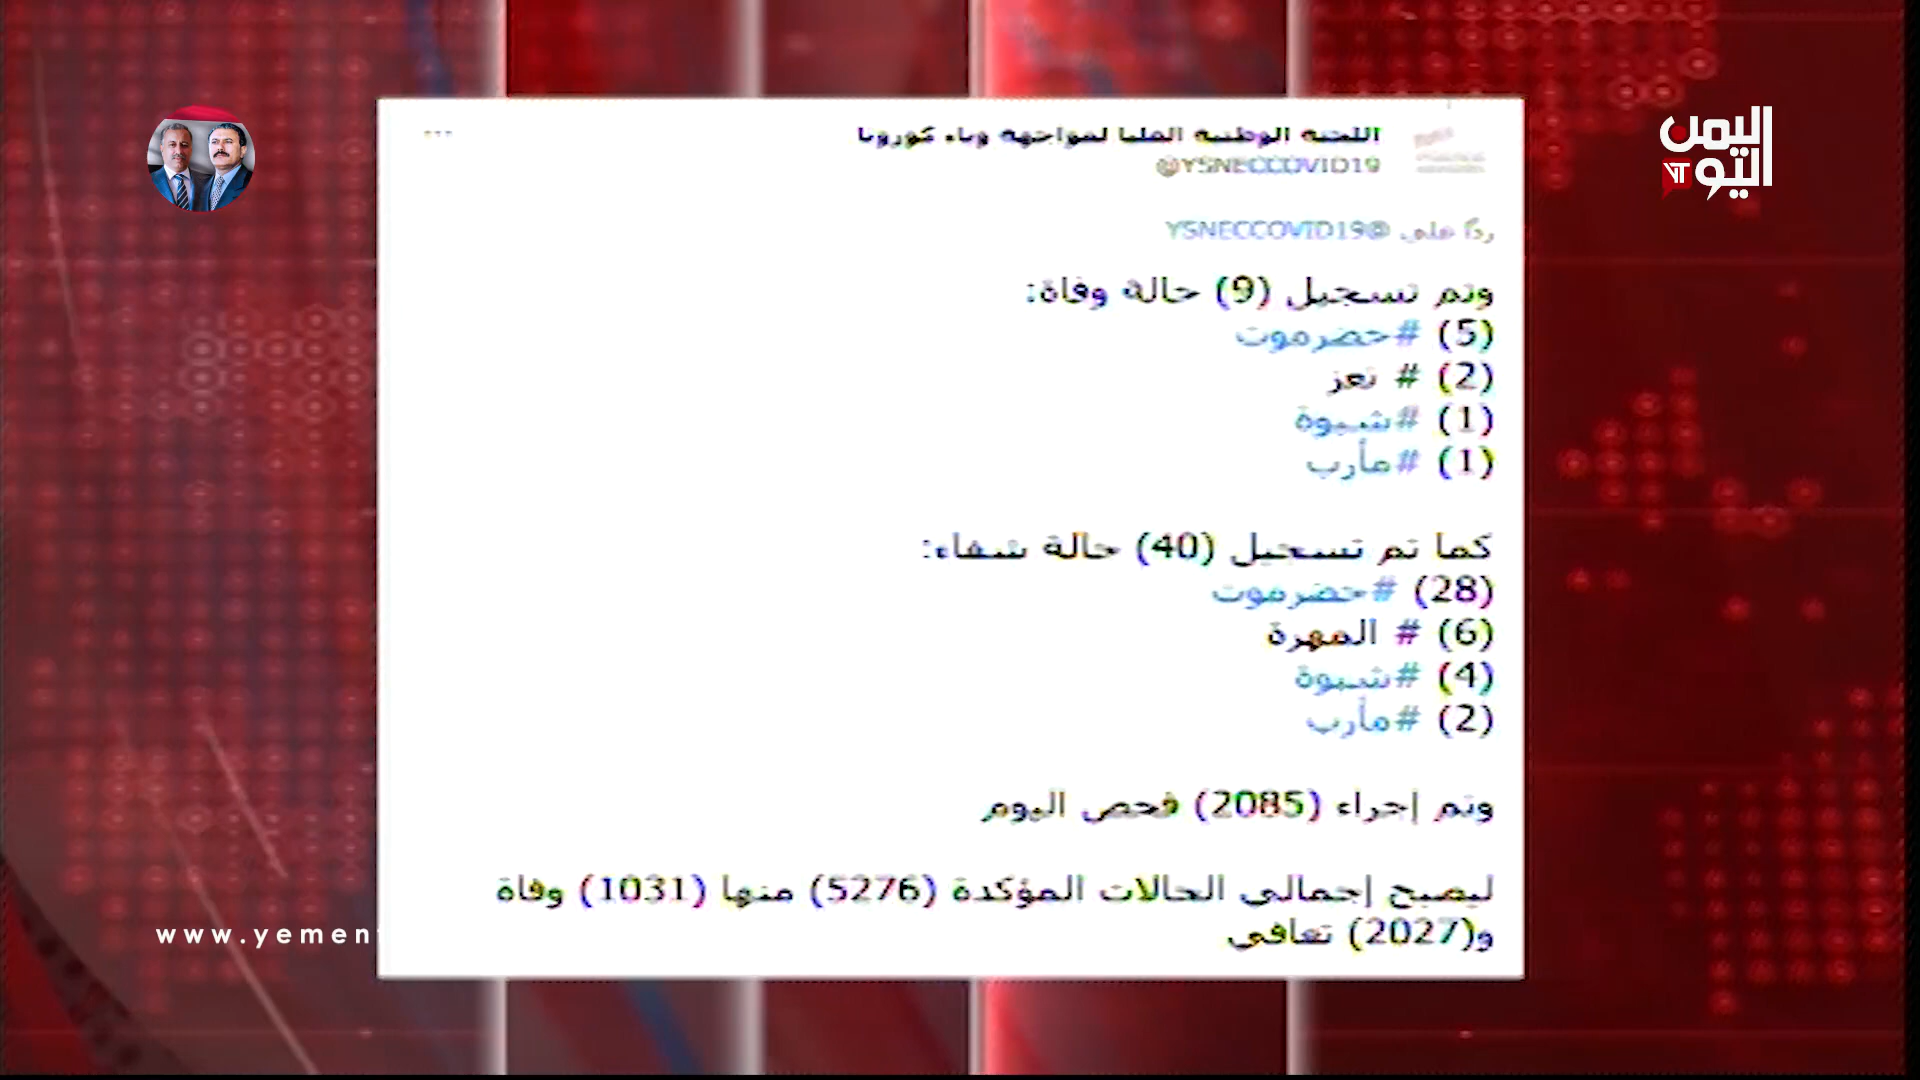 اللجنة الوطنية العليا لمواجهة وباء كورونا
@YSNECCOVID19
ردًا على @YSNECCOVID19
وتم تسجيل (9) حالة وفاة:
(5) #حضرموت
(2) # تعز
(1) #شبوة
(1) #مأرب
كما تم تسجيل (40) حالة شفاء:
(28) #حضرموت
(6) # المهرة
(4) #شبوة
(2) #مأرب
وتم إجراء (2085) فحص اليوم
ليصبح إجمالي الحالات المؤكدة (5276) منها (1031) وفاة
و(2027) تعافي
اليمن
اليوم
YT
www.yement